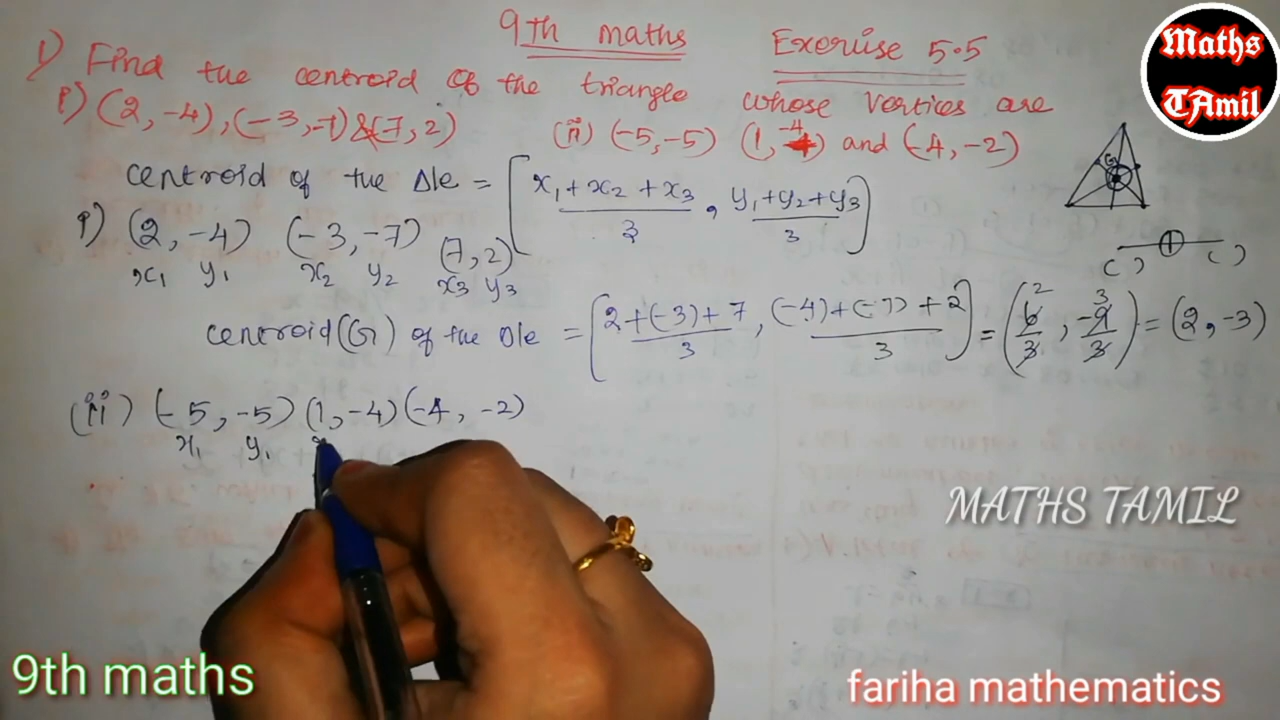 9th maths Exercise 5.5
1) Find the centroid of the triangle whose vertices are
i) (2, -4), (-3, -7) & (7, 2) (ii) (-5, -5) (1, -4) and (-4, -2)
centroid of the Δle = [x₁+x₂+x₃/3, y₁+y₂+y₃/3]
i) (2, -4) (-3, -7) (7, 2)
x₁ y₁ x₂ y₂ x₃ y₃
( ) ( )
centroid (G) of the Δle = [2+(-3)+7/3, (-4)+(-7)+2/3] = (6/3, -9/3) = (2, -3)
2 3
(ii) (-5, -5) (1, -4) (-4, -2)
x₁ y₁
G
Maths
TAmil
MATHS TAMIL
9th maths
fariha mathematics